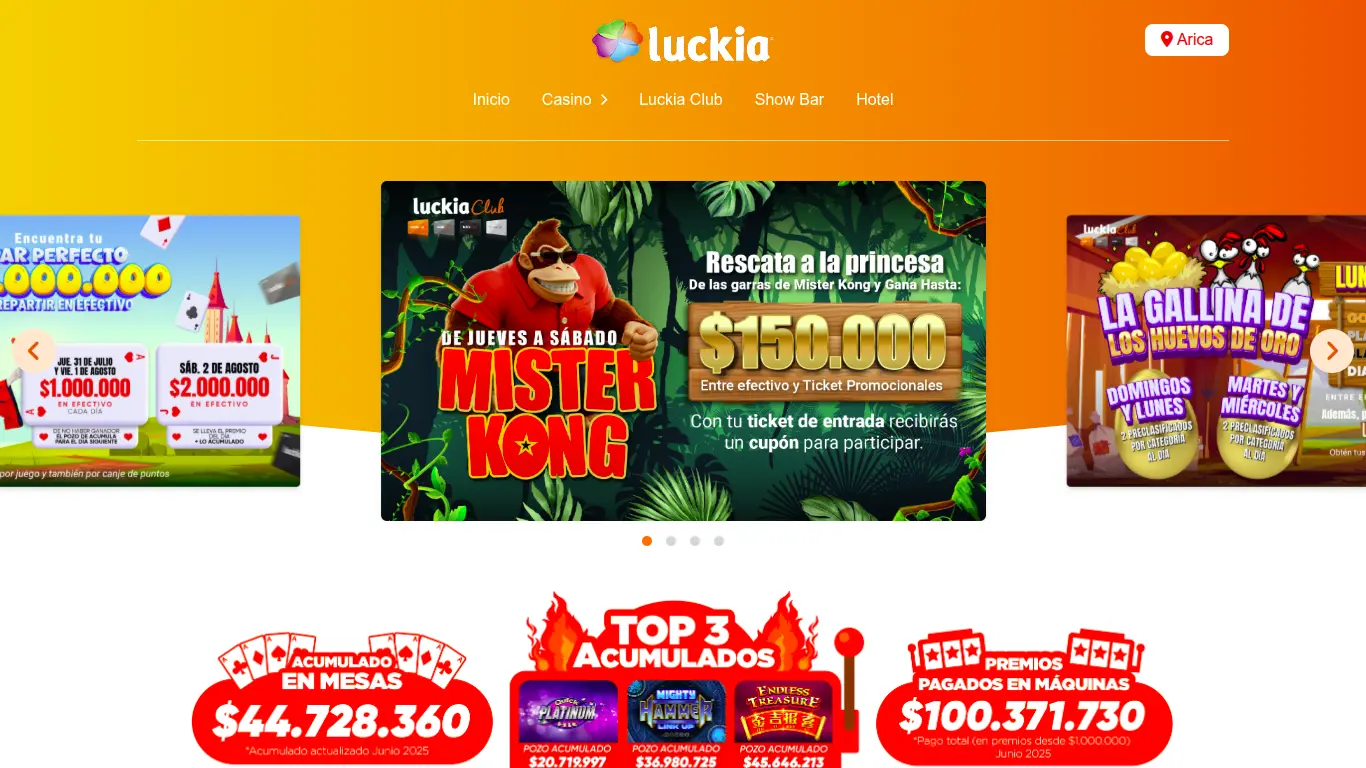 luckia
Arica
Inicio
Casino
Luckia Club
Show Bar
Hotel
Encuentra tu
PAR PERFECTO
.000.000
REPARTIR EN EFECTIVO
JUE. 31 DE JULIO
Y VIE. 1 DE AGOSTO
$1.000.000
EN EFECTIVO
CADA DÍA
DE NO HABER GANADOR
EL POZO SE ACUMULA
PARA EL DÍA SIGUIENTE
SÁB. 2 DE AGOSTO
$2.000.000
EN EFECTIVO
SE LLEVA EL PREMIO
DEL DÍA
+ LO ACUMULADO
por juego y también por canje de puntos
luckia Club
DE JUEVES A SÁBADO
MISTER
KONG
Rescata a la princesa
De las garras de Mister Kong y Gana Hasta:
$150.000
Entre efectivo y Ticket Promocionales
Con tu ticket de entrada recibirás
un cupón para participar.
luckia Club
LA GALLINA DE
LOS HUEVOS DE ORO
DOMINGOS
Y LUNES
2 PRECLASIFICADOS
POR CATEGORÍA
AL DÍA
MARTES Y
MIÉRCOLES
2 PRECLASIFICADOS
POR CATEGORÍA
AL DÍA
LUN
DIA
Además, p
Obtén tus
ACUMULADO
EN MESAS
$44.728.360
*Acumulado actualizado Junio 2025
TOP 3
ACUMULADOS
Quick
PLATINUM
MIGHTY
HAMMER
LINK UP
ENDLESS
TREASURE
金吉報喜
POZO ACUMULADO
$20.719.997
POZO ACUMULADO
$36.980.725
POZO ACUMULADO
$45.646.213
PREMIOS
PAGADOS EN MÁQUINAS
$100.371.730
*Pago total (en premios desde $1.000.000)
Junio 2025